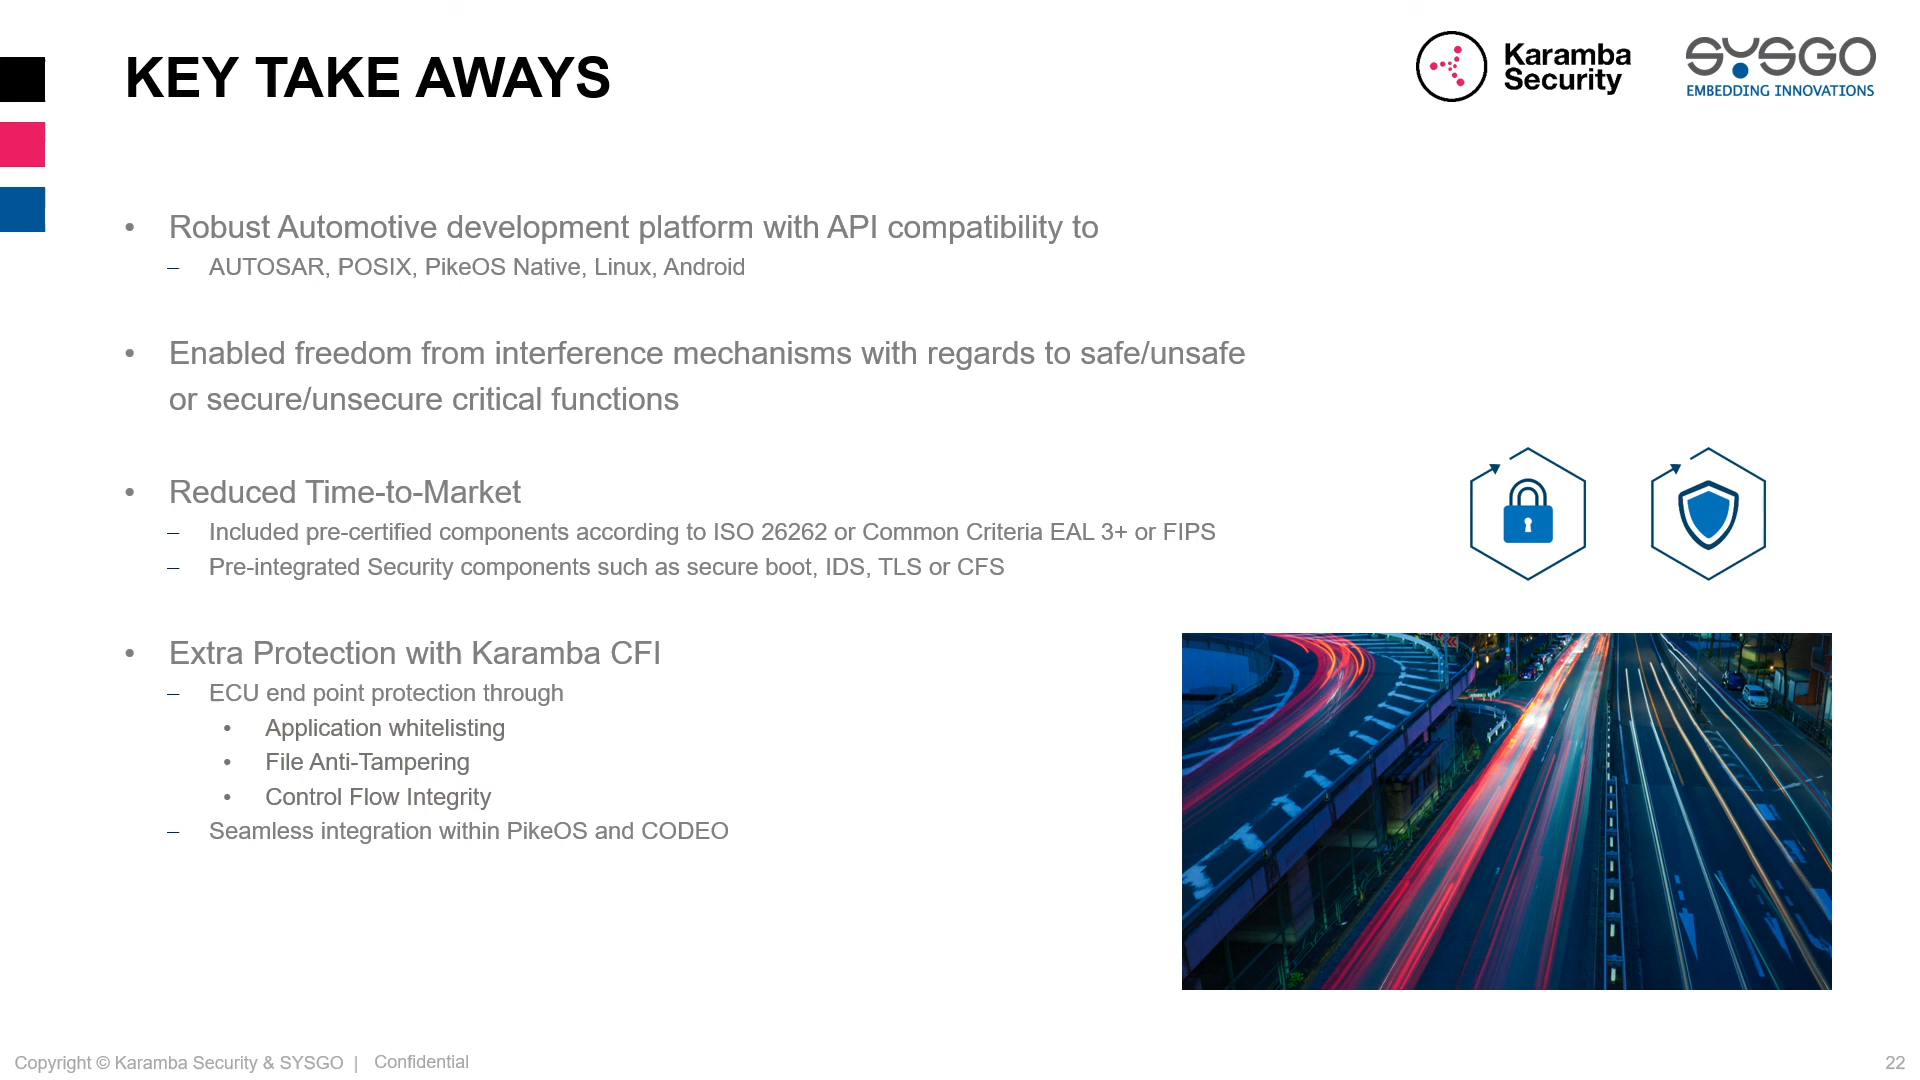 KEY TAKE AWAYS
Karamba
Security
SYSGO
EMBEDDING INNOVATIONS
• Robust Automotive development platform with API compatibility to
– AUTOSAR, POSIX, PikeOS Native, Linux, Android
• Enabled freedom from interference mechanisms with regards to safe/unsafe
or secure/unsecure critical functions
• Reduced Time-to-Market
– Included pre-certified components according to ISO 26262 or Common Criteria EAL 3+ or FIPS
– Pre-integrated Security components such as secure boot, IDS, TLS or CFS
• Extra Protection with Karamba CFI
– ECU end point protection through
• Application whitelisting
• File Anti-Tampering
• Control Flow Integrity
– Seamless integration within PikeOS and CODEO
Copyright © Karamba Security & SYSGO | Confidential
22